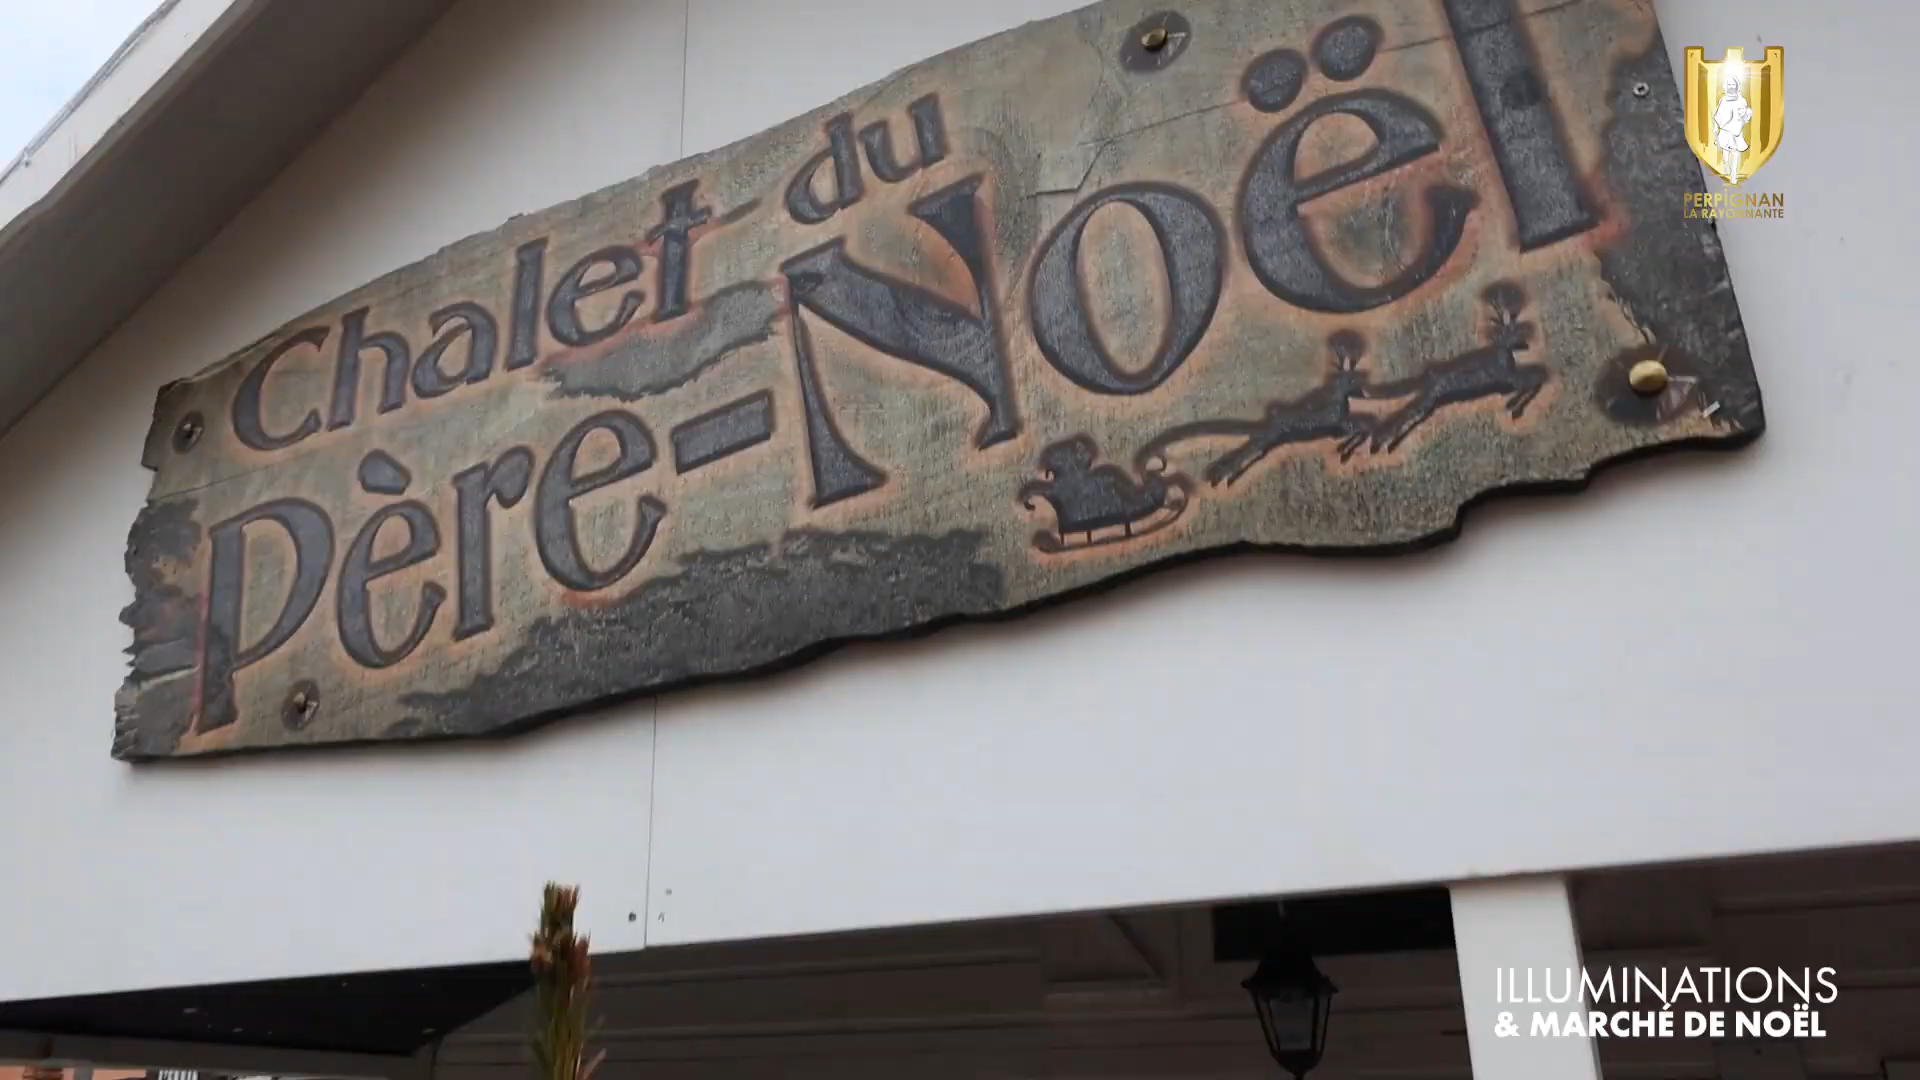 Chalet du
Père-Noël
PERPIGNAN
LA RAYONNANTE
ILLUMINATIONS
& MARCHÉ DE NOËL